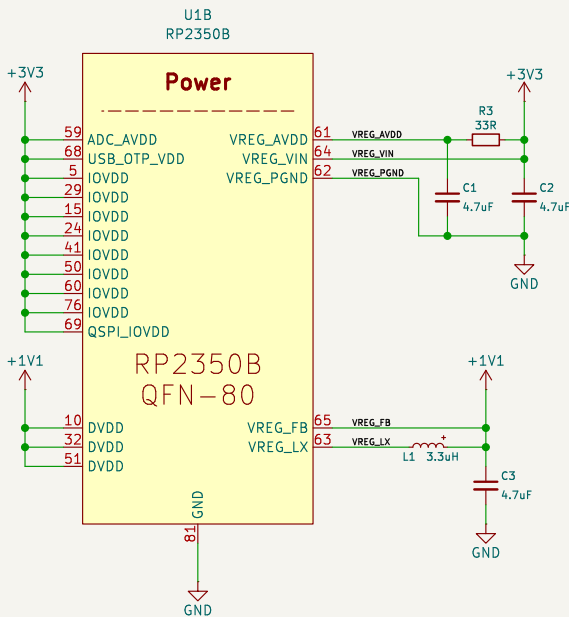 U1B
RP2350B
Power
+3V3
+3V3
59 ADC_AVDD
68 USB_OTP_VDD
5 IOVDD
29 IOVDD
15 IOVDD
24 IOVDD
41 IOVDD
50 IOVDD
60 IOVDD
76 IOVDD
69 QSPI_IOVDD
VREG_AVDD 61 VREG_AVDD
VREG_VIN 64 VREG_VIN
VREG_PGND 62 VREG_PGND
R3
33R
C1
4.7uF
C2
4.7uF
GND
RP2350B
QFN-80
+1V1
+1V1
10 DVDD
32 DVDD
51 DVDD
VREG_FB 65 VREG_FB
VREG_LX 63 VREG_LX
+
L1 3.3uH
C3
4.7uF
GND
GND
81
GND